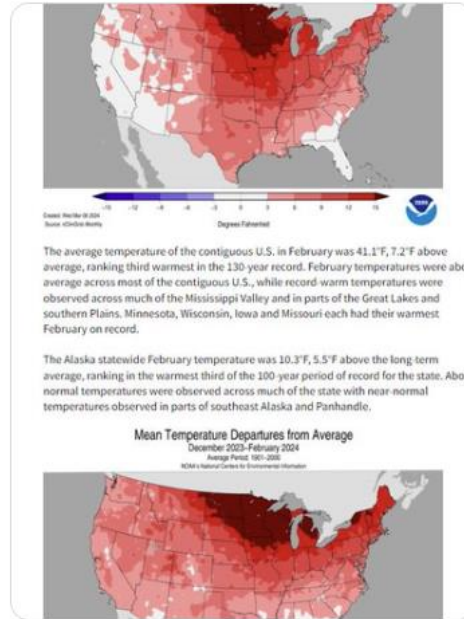 Created: Wed Mar 06 2024
Degrees Fahrenheit
The average temperature of the contiguous U.S. in February was 41.1°F, 7.2°F above
average, ranking third warmest in the 130-year record. February temperatures were abo
average across most of the contiguous U.S., while record-warm temperatures were
observed across much of the Mississippi Valley and in parts of the Great Lakes and
southern Plains. Minnesota, Wisconsin, Iowa and Missouri each had their warmest
February on record.
The Alaska statewide February temperature was 10.3°F, 5.5°F above the long-term
average, ranking in the warmest third of the 100-year period of record for the state. Abo
normal temperatures were observed across much of the state with near-normal
temperatures observed in parts of southeast Alaska and Panhandle.
Mean Temperature Departures from Average
December 2023–February 2024
Average Period: 1901–2000
NOAA's National Centers for Environmental Information